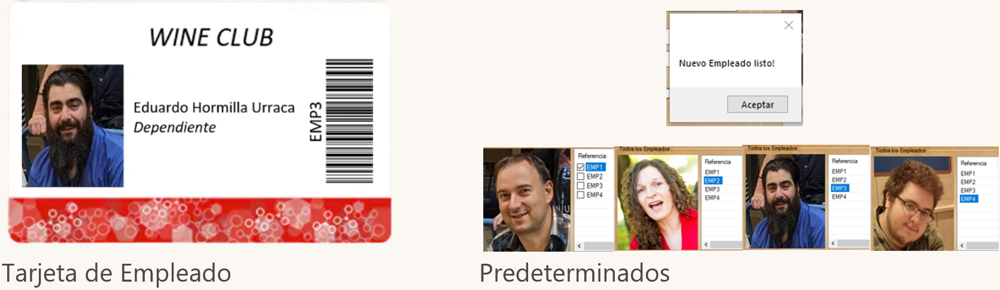 WINE CLUB
Eduardo Hormilla Urraca
Dependiente
EMP3
Tarjeta de Empleado
Nuevo Empleado listo!
Aceptar
Referencia
EMP1
EMP2
EMP3
EMP4
Todos los Empleados
Referencia
EMP1
EMP2
EMP3
EMP4
Todos los Empleados
Referencia
EMP1
EMP2
EMP3
EMP4
Todos los Empleados
Referencia
EMP1
EMP2
EMP3
EMP4
Predeterminados